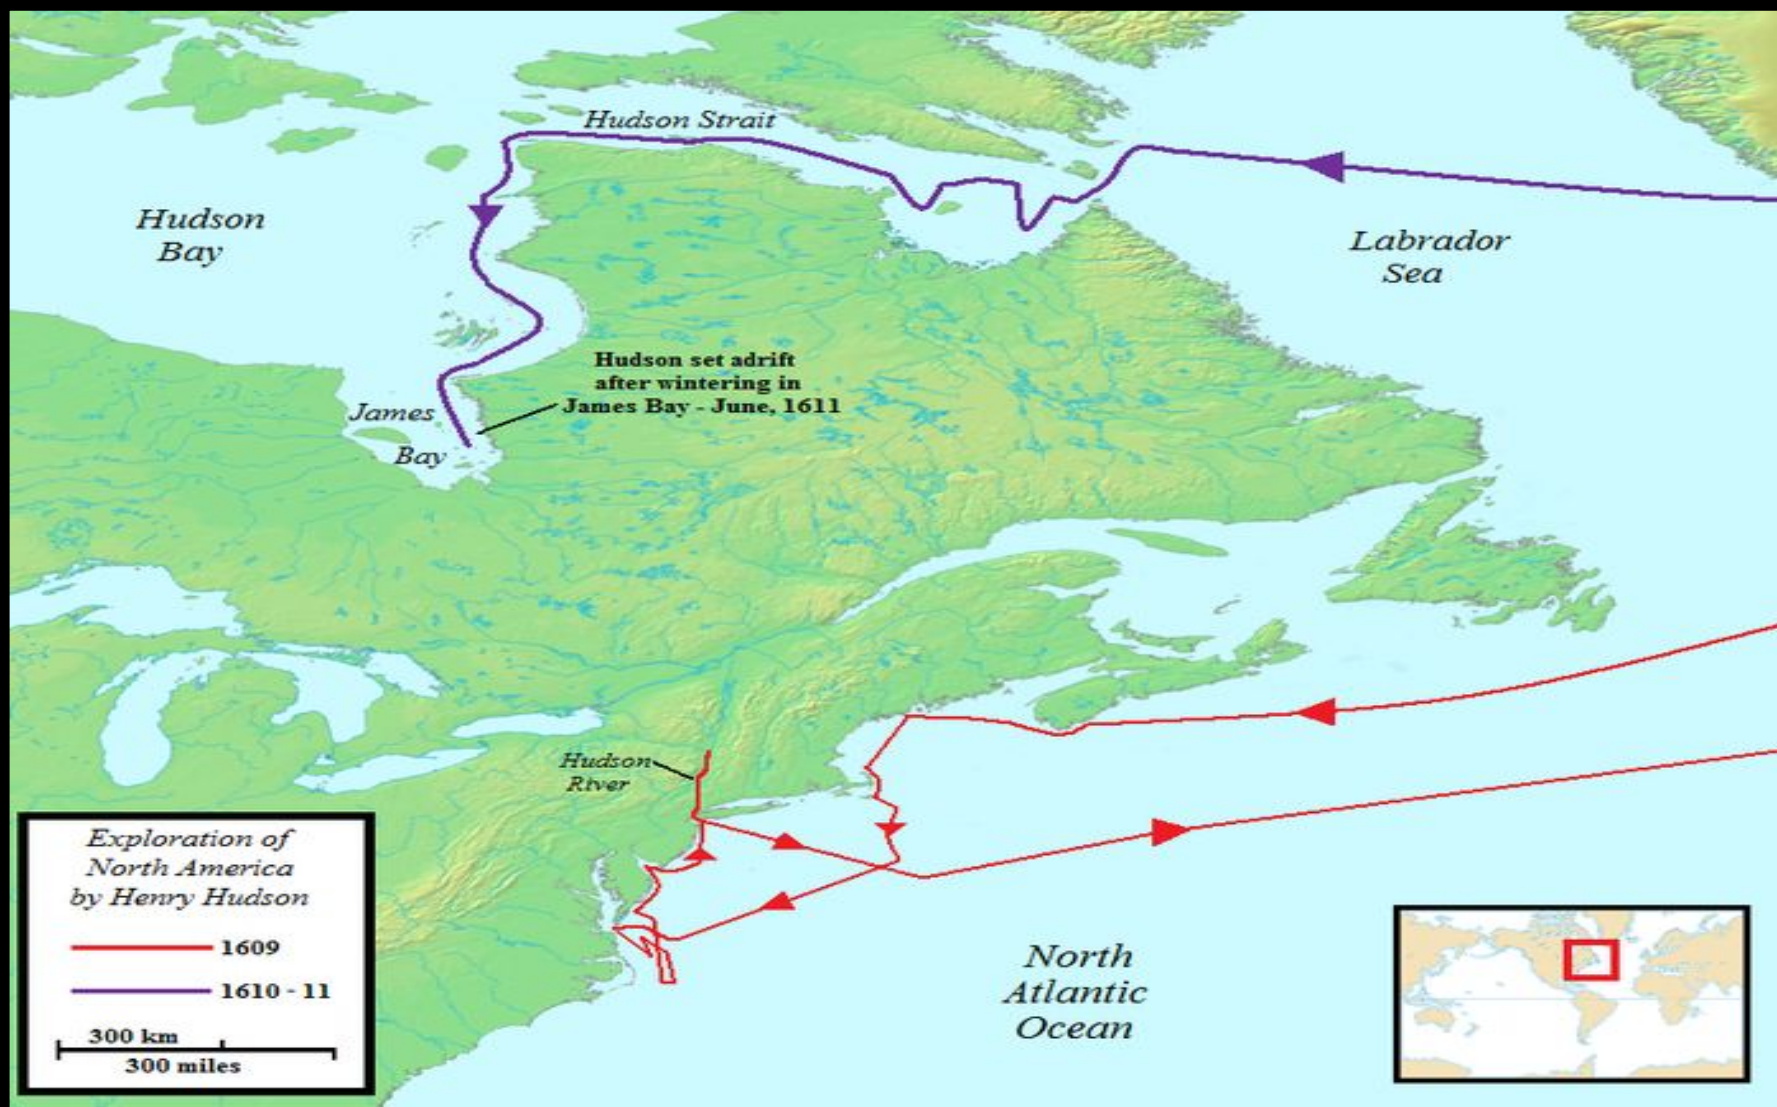 Hudson Strait
Hudson
Bay
Labrador
Sea
Hudson set adrift
after wintering in
James Bay - June, 1611
James
Bay
Hudson
River
Exploration of
North America
by Henry Hudson
1609
1610 - 11
300 km
300 miles
North
Atlantic
Ocean